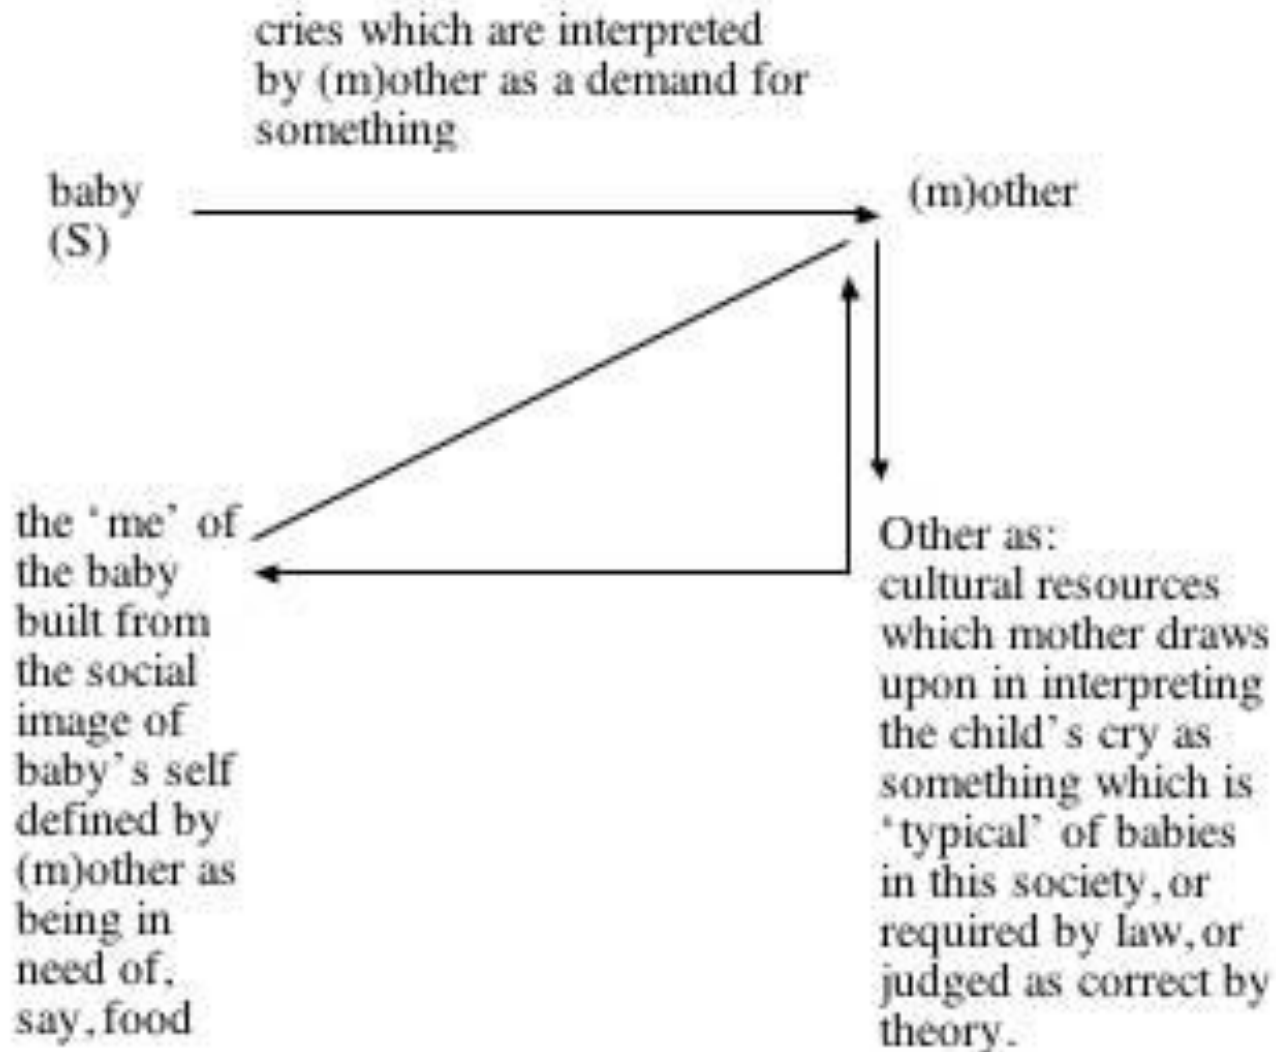 cries which are interpreted
by (m)other as a demand for
something
baby
(S)
(m)other
the ‘me’ of
the baby
built from
the social
image of
baby’s self
defined by
(m)other as
being in
need of,
say, food
Other as:
cultural resources
which mother draws
upon in interpreting
the child’s cry as
something which is
‘typical’ of babies
in this society, or
required by law, or
judged as correct by
theory.